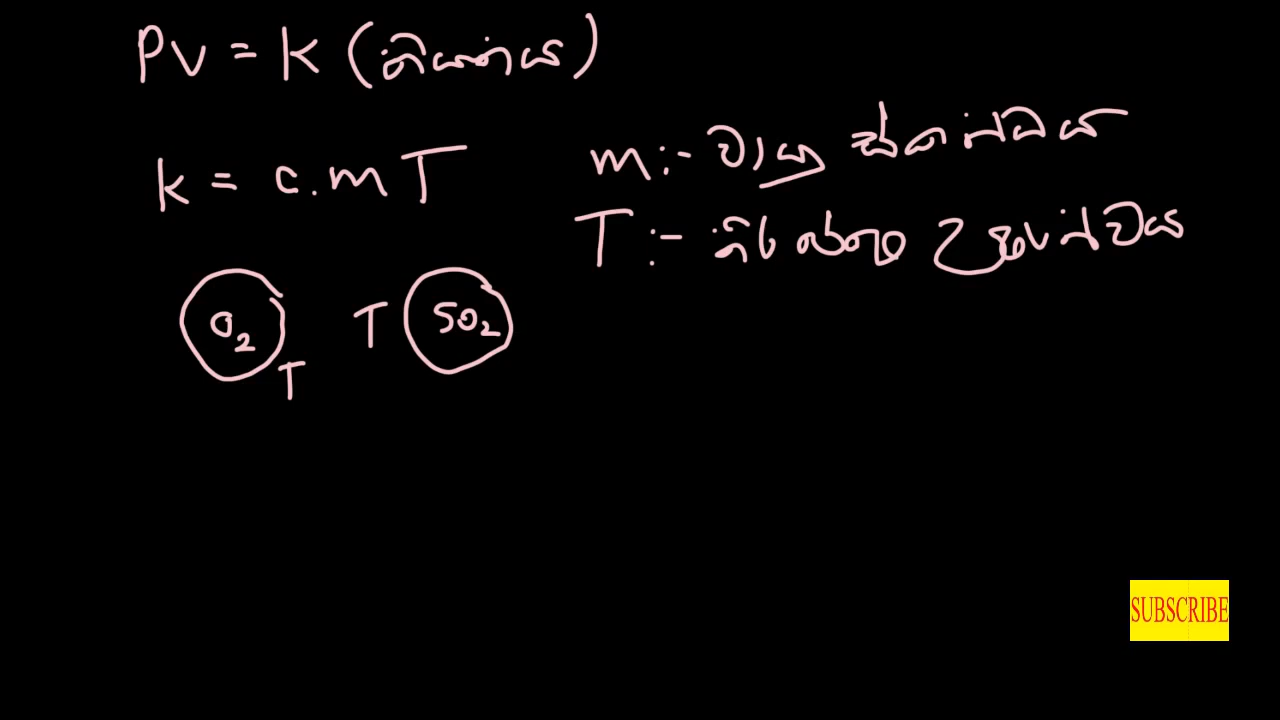 PV = K (නියතය)
k = c.mT
m :- වායු ස්කන්ධය
T :- නිරපේක්ෂ උෂ්ණත්වය
O₂ T T SO₂
SUBSCRIBE